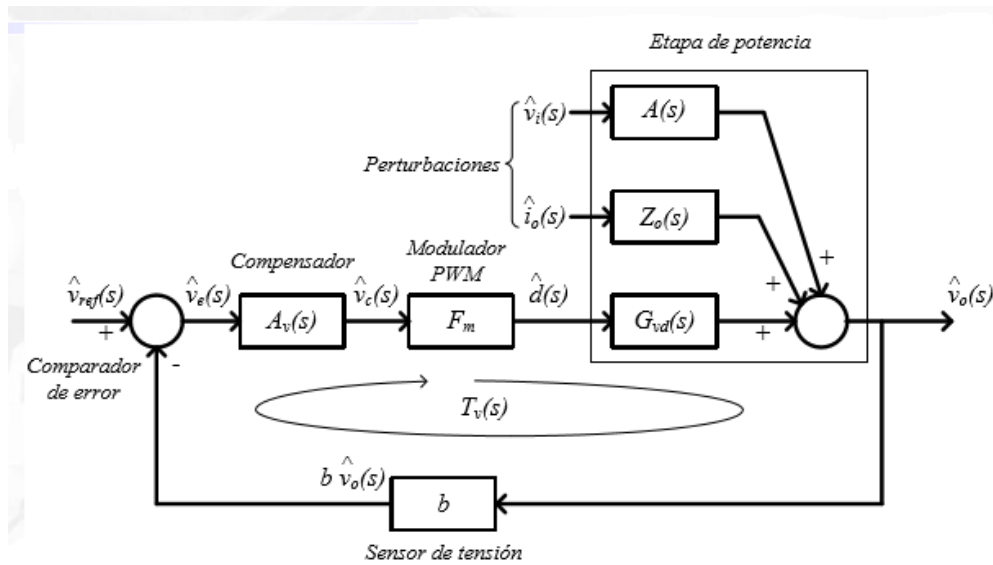 Etapa de potencia
v̂ᵢ(s)
A(s)
Perturbaciones
îₒ(s)
Zₒ(s)
Compensador
Modulador
PWM
v̂ref(s)
v̂ₑ(s)
Aᵥ(s)
v̂c(s)
Fₘ
d̂(s)
Gvd(s)
v̂ₒ(s)
+
+
+
+
-
Comparador
de error
Tᵥ(s)
b v̂ₒ(s)
b
Sensor de tensión